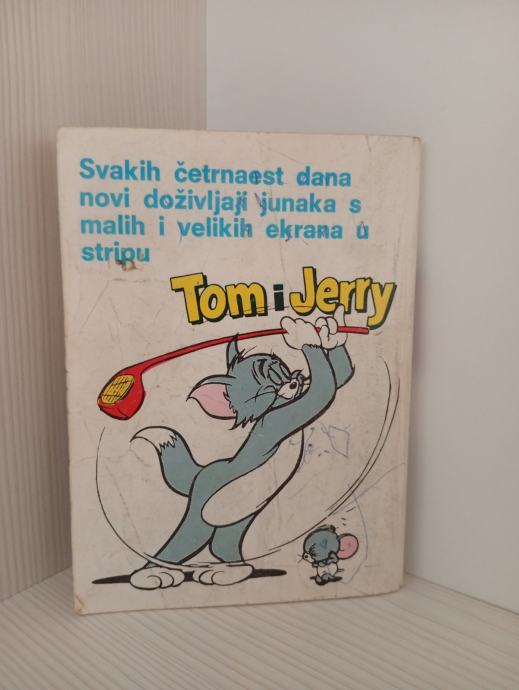 Svakih četrnaest dana
novi doživljaji junaka s
malih i velikih ekrana u
stripu
Tom i Jerry